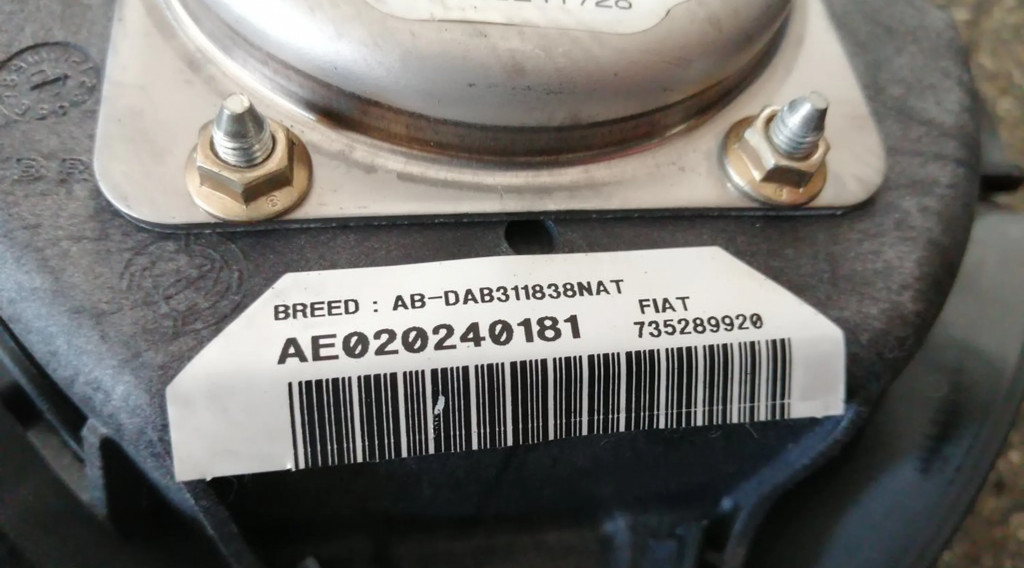 BREED : AB-DAB311838NAT
AE020240181
FIAT
735289920